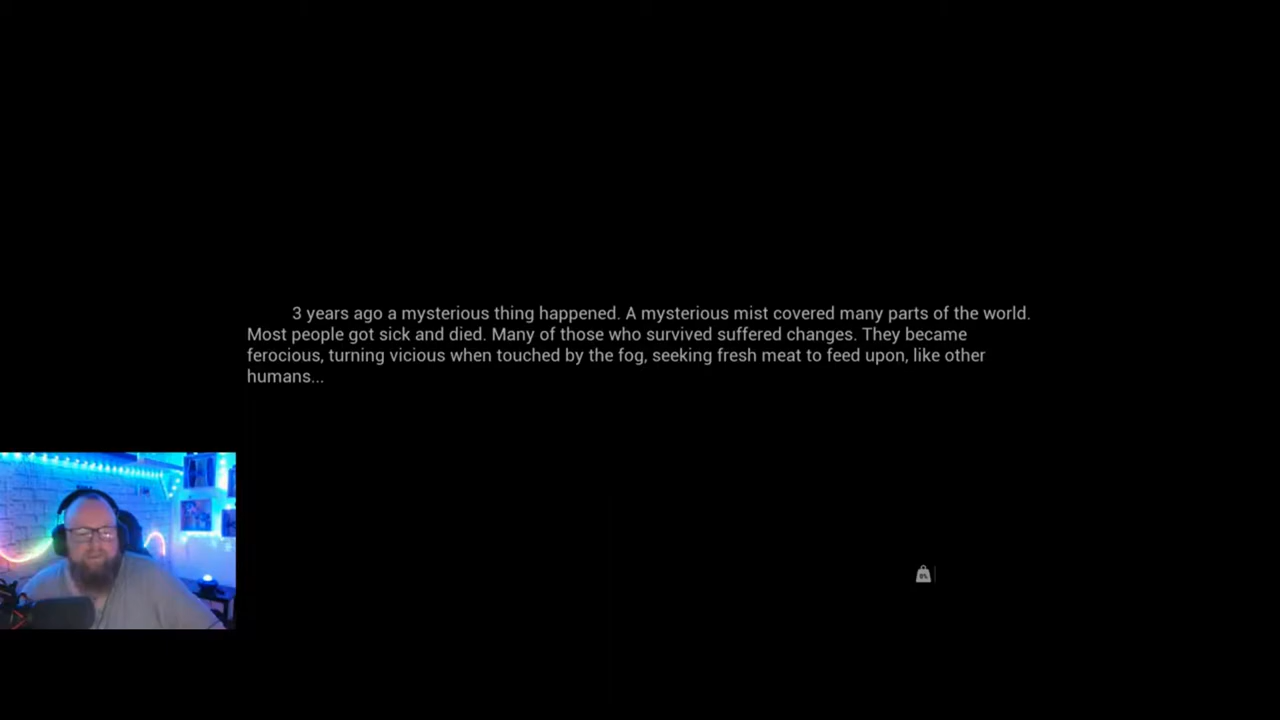 3 years ago a mysterious thing happened. A mysterious mist covered many parts of the world.
Most people got sick and died. Many of those who survived suffered changes. They became
ferocious, turning vicious when touched by the fog, seeking fresh meat to feed upon, like other
humans...